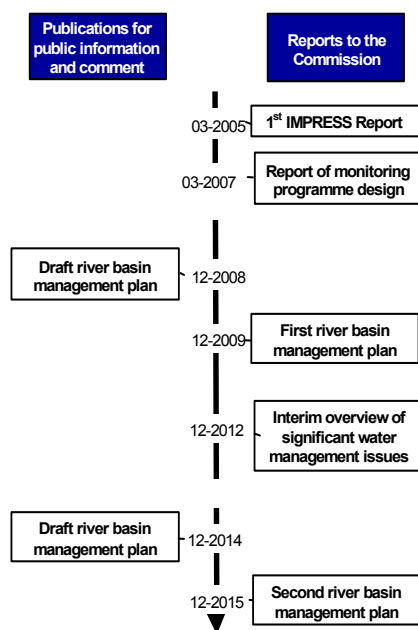 Publications for
public information
and comment
Reports to the
Commission
03-2005
1st IMPRESS Report
03-2007
Report of monitoring
programme design
Draft river basin
management plan
12-2008
12-2009
First river basin
management plan
12-2012
Interim overview of
significant water
management issues
Draft river basin
management plan
12-2014
12-2015
Second river basin
management plan